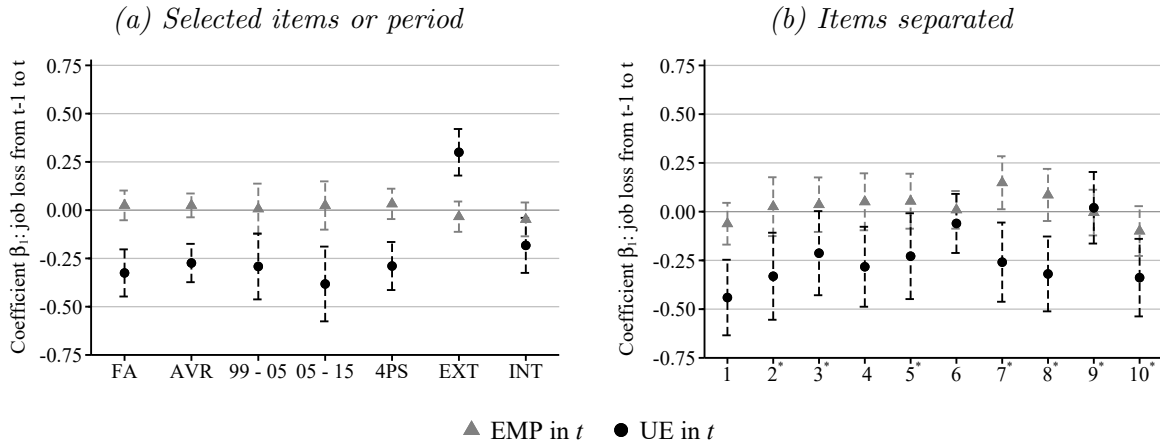 (a) Selected items or period
Coefficient β₁: job loss from t-1 to t
0.75
0.50
0.25
0.00
-0.25
-0.50
-0.75
FA AVR 99 - 05 05 - 15 4PS EXT INT
(b) Items separated
Coefficient β₁: job loss from t-1 to t
0.75
0.50
0.25
0.00
-0.25
-0.50
-0.75
1 2* 3* 4 5* 6 7* 8* 9* 10*
EMP in t UE in t